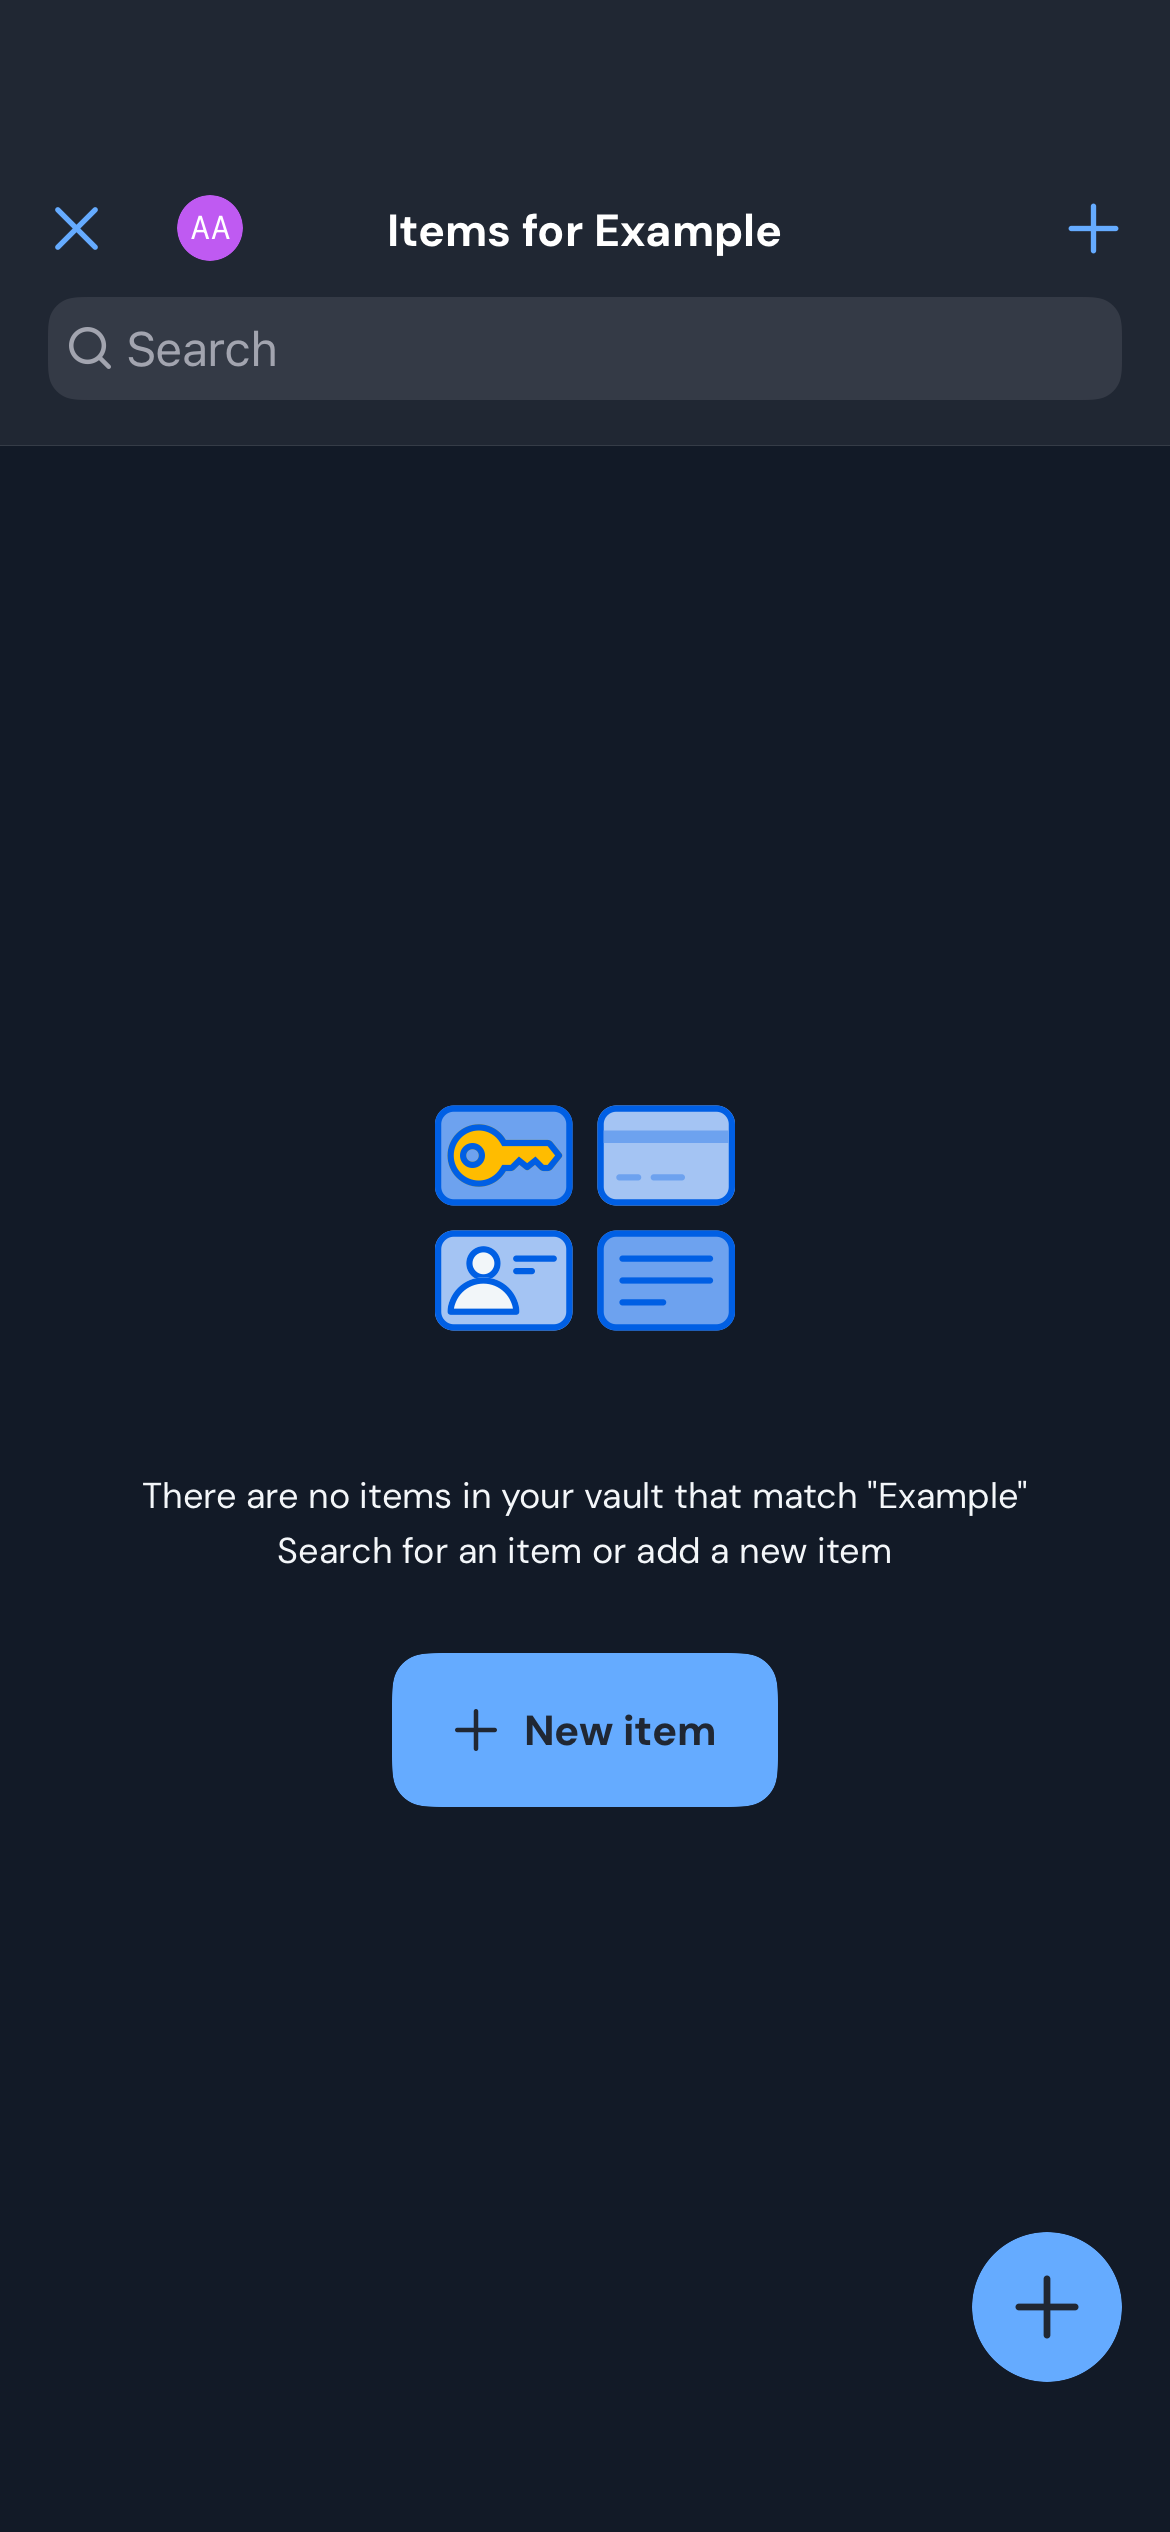 AA
Items for Example
Search
There are no items in your vault that match "Example"
Search for an item or add a new item
New item